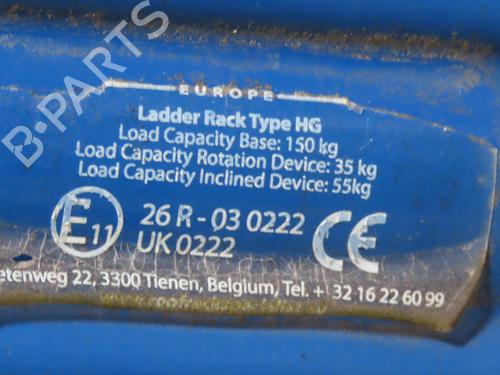 B-PARTS
EUROPE
Ladder Rack Type HG
Load Capacity Base: 150 kg
Load Capacity Rotation Device: 35 kg
Load Capacity Inclined Device: 55kg
E11 26 R - 03 0222 CE
UK 0222
etenweg 22, 3300 Tienen, Belgium, Tel. + 32 16 22 60 99